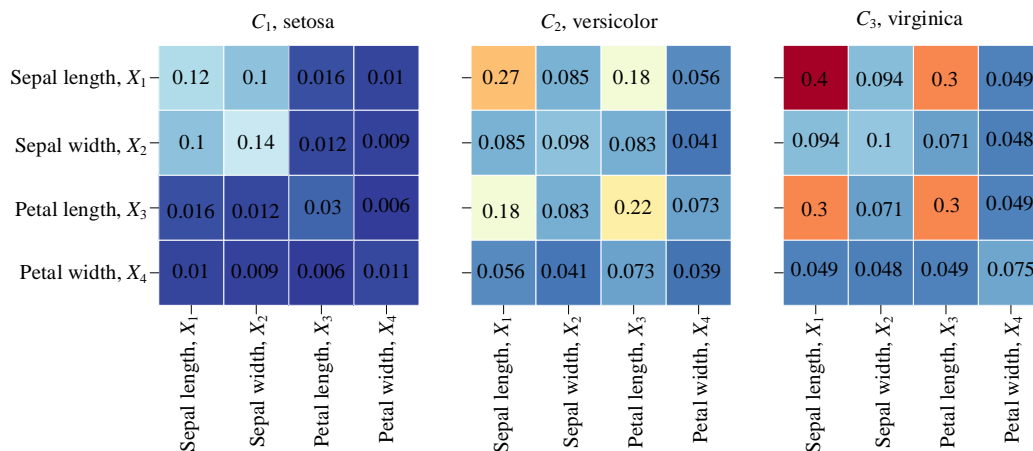 C1, setosa
C2, versicolor
C3, virginica
Sepal length, X1
0.12 0.1 0.016 0.01
0.27 0.085 0.18 0.056
0.4 0.094 0.3 0.049
Sepal width, X2
0.1 0.14 0.012 0.009
0.085 0.098 0.083 0.041
0.094 0.1 0.071 0.048
Petal length, X3
0.016 0.012 0.03 0.006
0.18 0.083 0.22 0.073
0.3 0.071 0.3 0.049
Petal width, X4
0.01 0.009 0.006 0.011
0.056 0.041 0.073 0.039
0.049 0.048 0.049 0.075
Sepal length, X1
Sepal width, X2
Petal length, X3
Petal width, X4
Sepal length, X1
Sepal width, X2
Petal length, X3
Petal width, X4
Sepal length, X1
Sepal width, X2
Petal length, X3
Petal width, X4